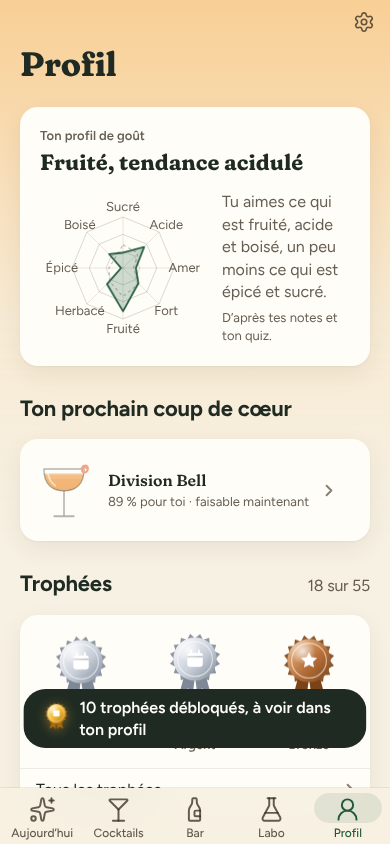 Profil
Ton profil de goût
Fruité, tendance acidulé
Sucré
Boisé
Acide
Épicé
Amer
Herbacé
Fort
Fruité
Tu aimes ce qui
est fruité, acide
et boisé, un peu
moins ce qui est
épicé et sucré.
D'après tes notes et
ton quiz.
Ton prochain coup de cœur
Division Bell
89 % pour toi · faisable maintenant
Trophées
18 sur 55
10 trophées débloqués, à voir dans
ton profil
Tous les trophées
Aujourd'hui
Cocktails
Bar
Labo
Profil